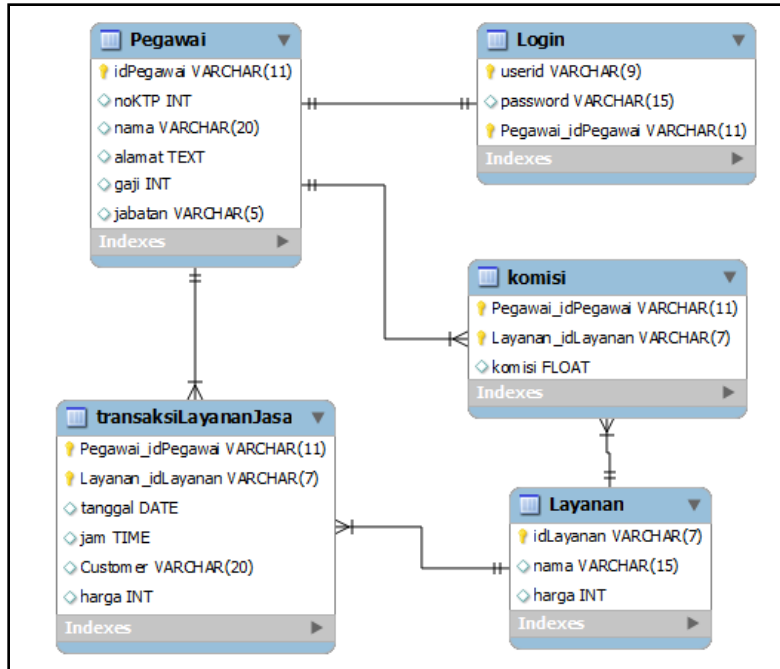 Pegawai
idPegawai VARCHAR(11)
noKTP INT
nama VARCHAR(20)
alamat TEXT
gaji INT
jabatan VARCHAR(5)
Indexes
Login
userid VARCHAR(9)
password VARCHAR(15)
Pegawai_idPegawai VARCHAR(11)
Indexes
komisi
Pegawai_idPegawai VARCHAR(11)
Layanan_idLayanan VARCHAR(7)
komisi FLOAT
Indexes
transaksiLayananJasa
Pegawai_idPegawai VARCHAR(11)
Layanan_idLayanan VARCHAR(7)
tanggal DATE
jam TIME
Customer VARCHAR(20)
harga INT
Indexes
Layanan
idLayanan VARCHAR(7)
nama VARCHAR(15)
harga INT
Indexes